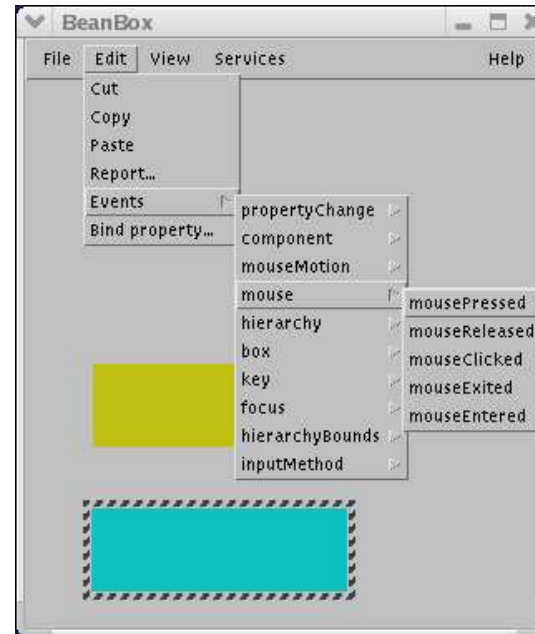 BeanBox
File Edit View Services Help
Cut
Copy
Paste
Report...
Events
Bind property...
propertyChange
component
mouseMotion
mouse
hierarchy
box
key
focus
hierarchyBounds
inputMethod
mousePressed
mouseReleased
mouseClicked
mouseExited
mouseEntered